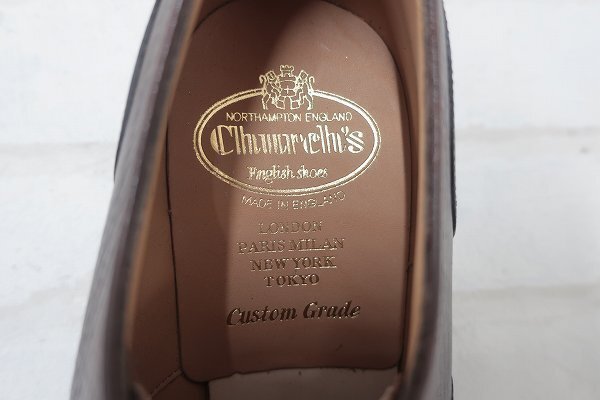 NORTHAMPTON ENGLAND
Church's
English shoes
MADE IN ENGLAND
LONDON
PARIS MILAN
NEW YORK
TOKYO
Custom Grade